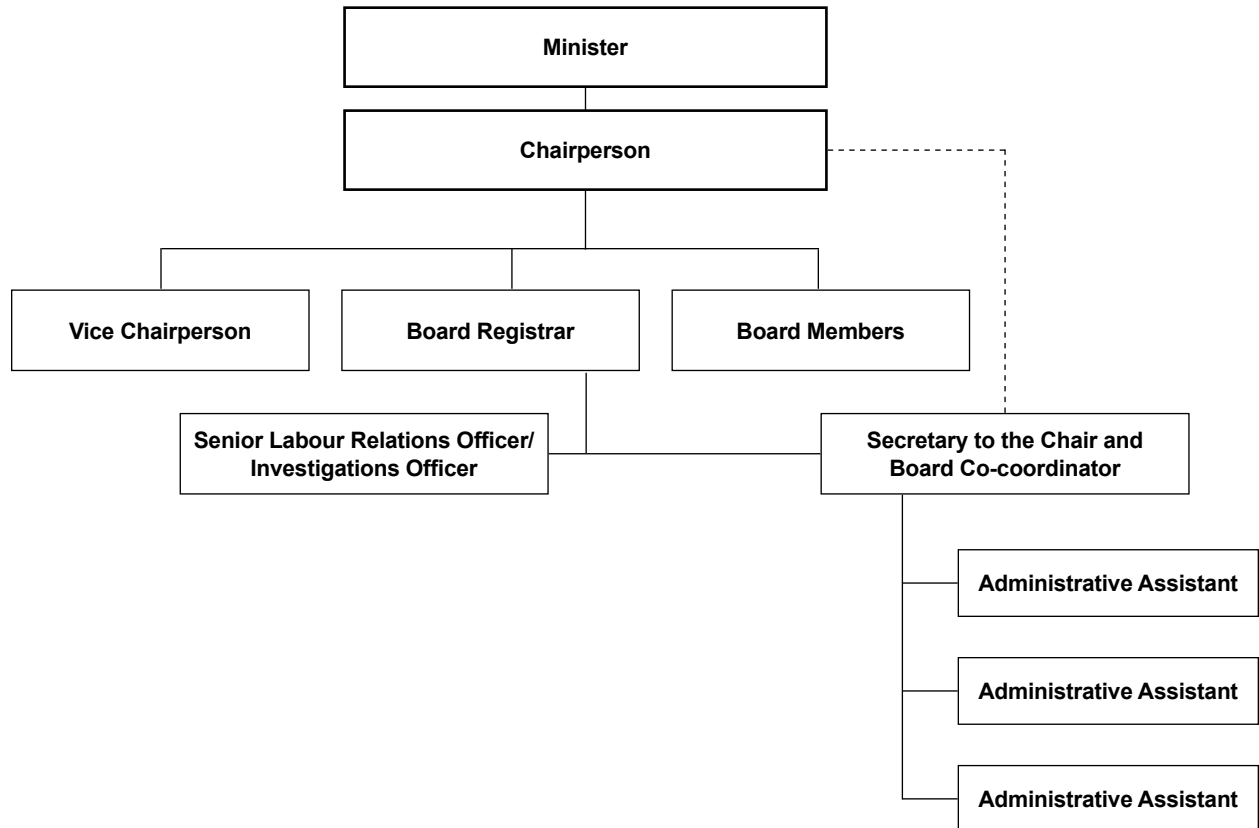 Minister
Chairperson
Vice Chairperson
Board Registrar
Board Members
Senior Labour Relations Officer/
Investigations Officer
Secretary to the Chair and
Board Co-coordinator
Administrative Assistant
Administrative Assistant
Administrative Assistant